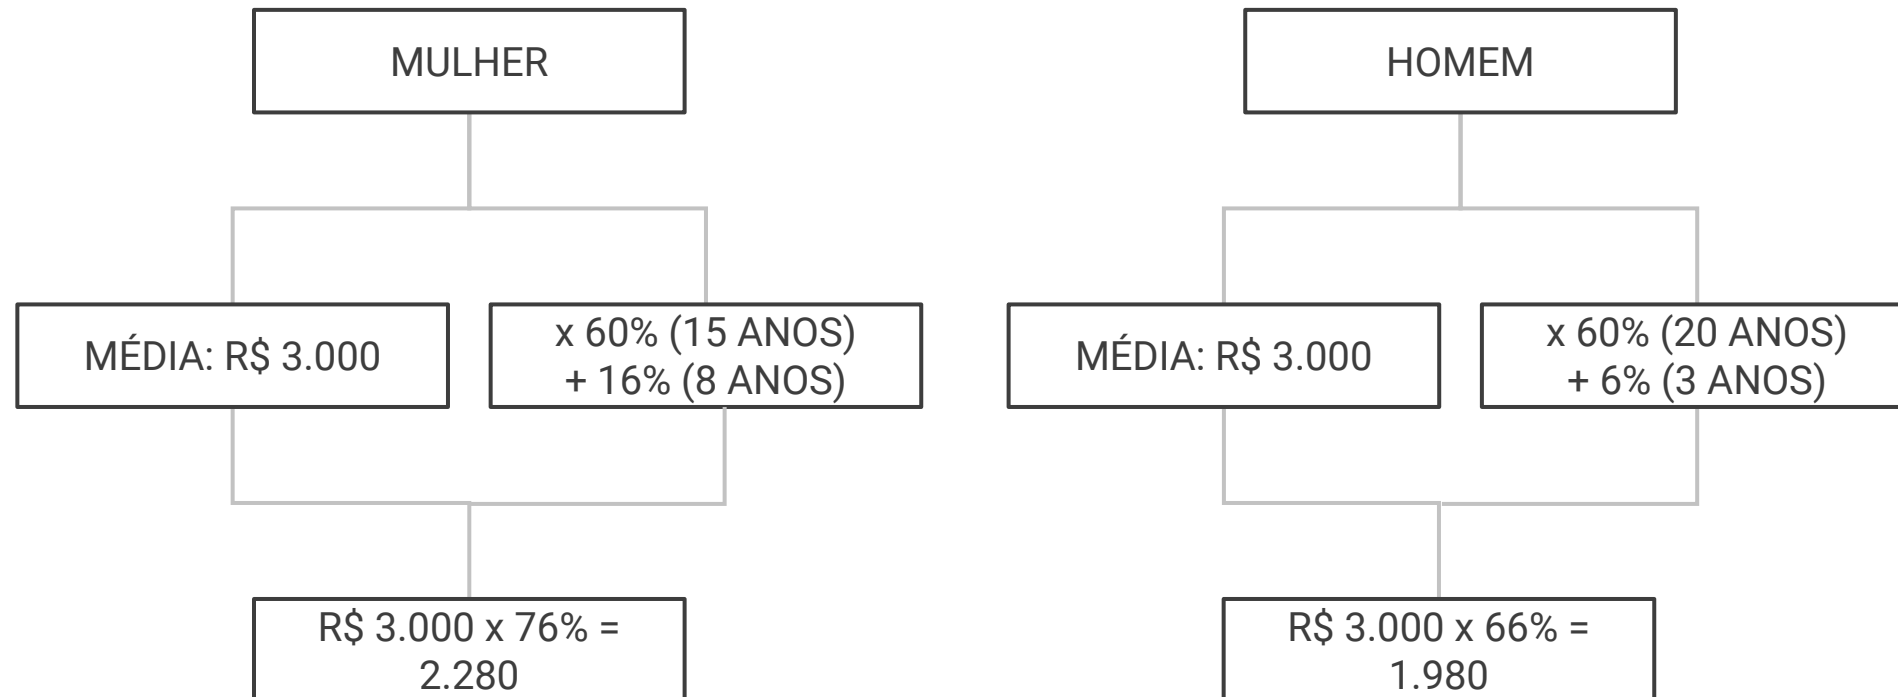 MULHER
MÉDIA: R$ 3.000
x 60% (15 ANOS)
+ 16% (8 ANOS)
R$ 3.000 x 76% =
2.280
HOMEM
MÉDIA: R$ 3.000
x 60% (20 ANOS)
+ 6% (3 ANOS)
R$ 3.000 x 66% =
1.980